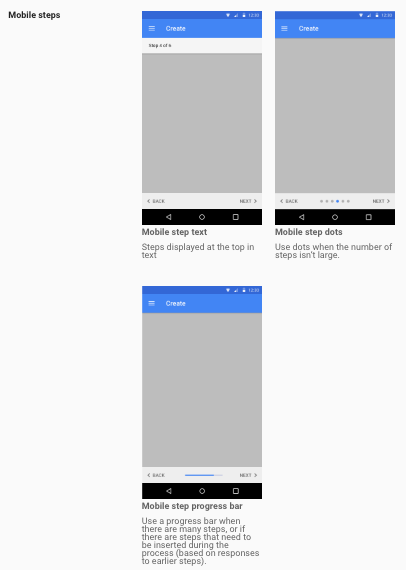 Mobile steps
12:30
Create
Step 4 of 6
BACK
NEXT
Mobile step text
Steps displayed at the top in
text
12:30
Create
BACK
NEXT
Mobile step dots
Use dots when the number of
steps isn't large.
12:30
Create
BACK
NEXT
Mobile step progress bar
Use a progress bar when
there are many steps, or if
there are steps that need to
be inserted during the
process (based on responses
to earlier steps).